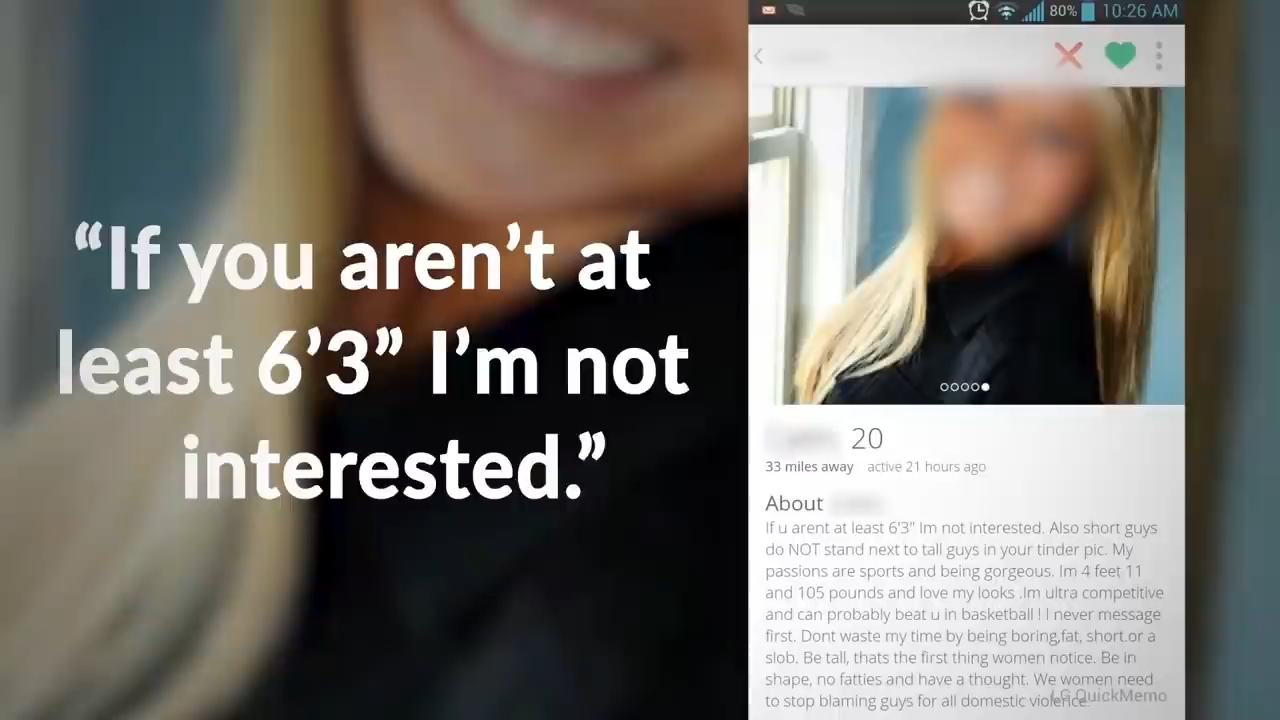 “If you aren’t at
least 6’3” I’m not
interested.”
80% 10:26 AM
20
33 miles away active 21 hours ago
About
If u arent at least 6'3" Im not interested. Also short guys
do NOT stand next to tall guys in your tinder pic. My
passions are sports and being gorgeous. Im 4 feet 11
and 105 pounds and love my looks .Im ultra competitive
and can probably beat u in basketball ! I never message
first. Dont waste my time by being boring,fat, short.or a
slob. Be tall, thats the first thing women notice. Be in
shape, no fatties and have a thought. We women need
to stop blaming guys for all domestic violence.
LG QuickMemo